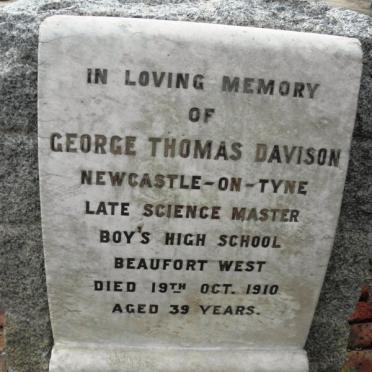 IN LOVING MEMORY
OF
GEORGE THOMAS DAVISON
NEWCASTLE-ON-TYNE
LATE SCIENCE MASTER
BOY'S HIGH SCHOOL
BEAUFORT WEST
DIED 19TH OCT. 1910
AGED 39 YEARS.